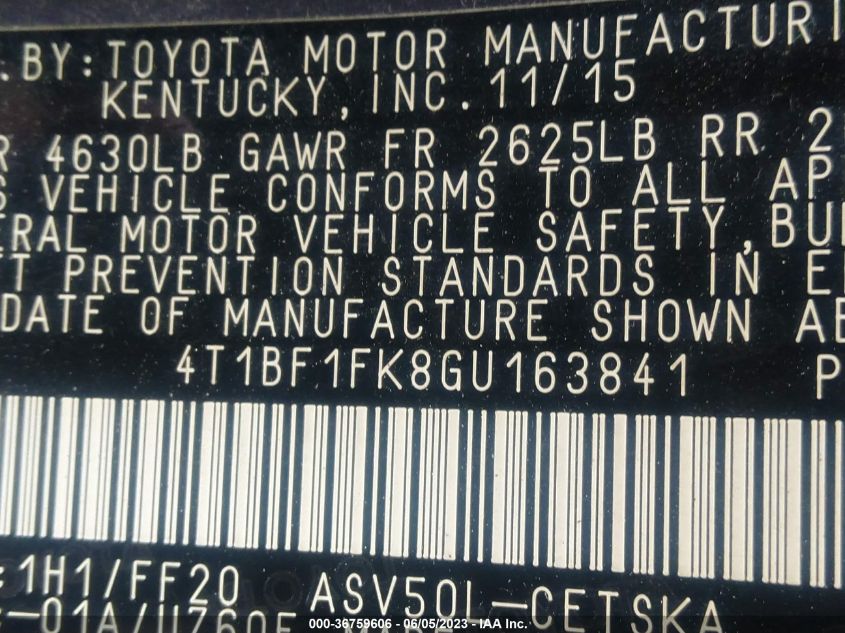 . BY: TOYOTA MOTOR MANUFACTURI
KENTUCKY, INC. 11/15
R 4630LB GAWR FR 2625LB RR 2
S VEHICLE CONFORMS TO ALL AP
ERAL MOTOR VEHICLE SAFETY, BU
T PREVENTION STANDARDS IN E
DATE OF MANUFACTURE SHOWN AB
4T1BF1FK8GU163841 P
:1H1/FF20 ASV50L-CETSKA
-01A/U760E
000-36759606 - 06/05/2023 - IAA Inc.